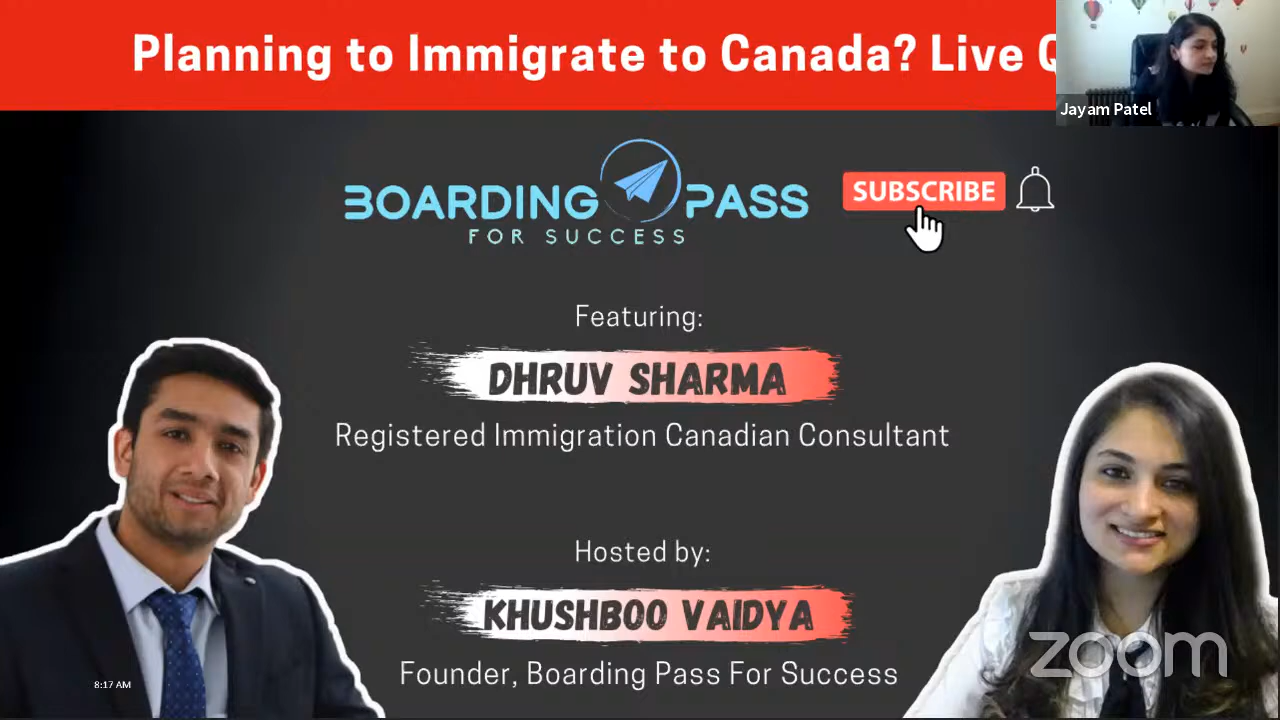 Planning to Immigrate to Canada? Live Q
Jayam Patel
BOARDING PASS
FOR SUCCESS
SUBSCRIBE
Featuring:
DHRUV SHARMA
Registered Immigration Canadian Consultant
Hosted by:
KHUSHBOO VAIDYA
Founder, Boarding Pass For Success
zoom
8:17 AM